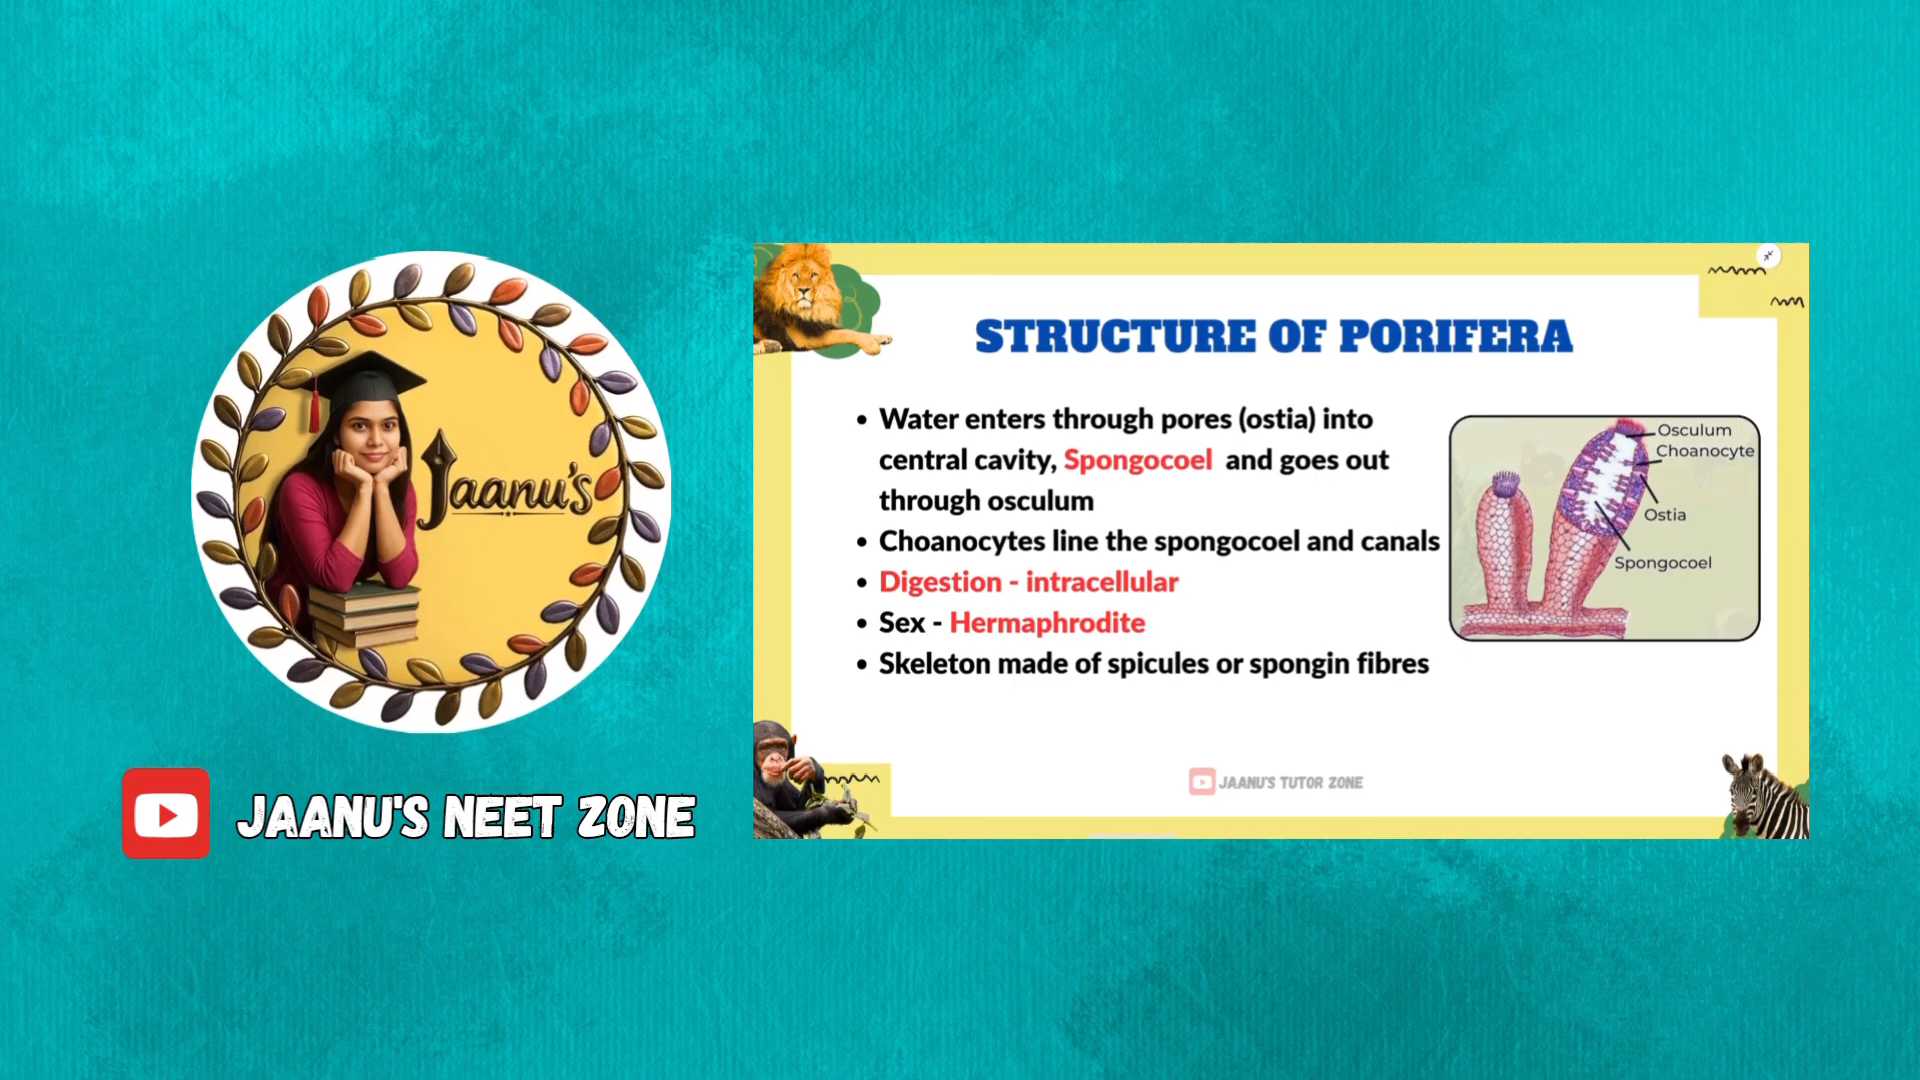 Jaanu's
JAANU'S NEET ZONE
STRUCTURE OF PORIFERA
• Water enters through pores (ostia) into
central cavity, Spongocoel and goes out
through osculum
• Choanocytes line the spongocoel and canals
• Digestion - intracellular
• Sex - Hermaphrodite
• Skeleton made of spicules or spongin fibres
Osculum
Choanocyte
Ostia
Spongocoel
JAANU'S TUTOR ZONE